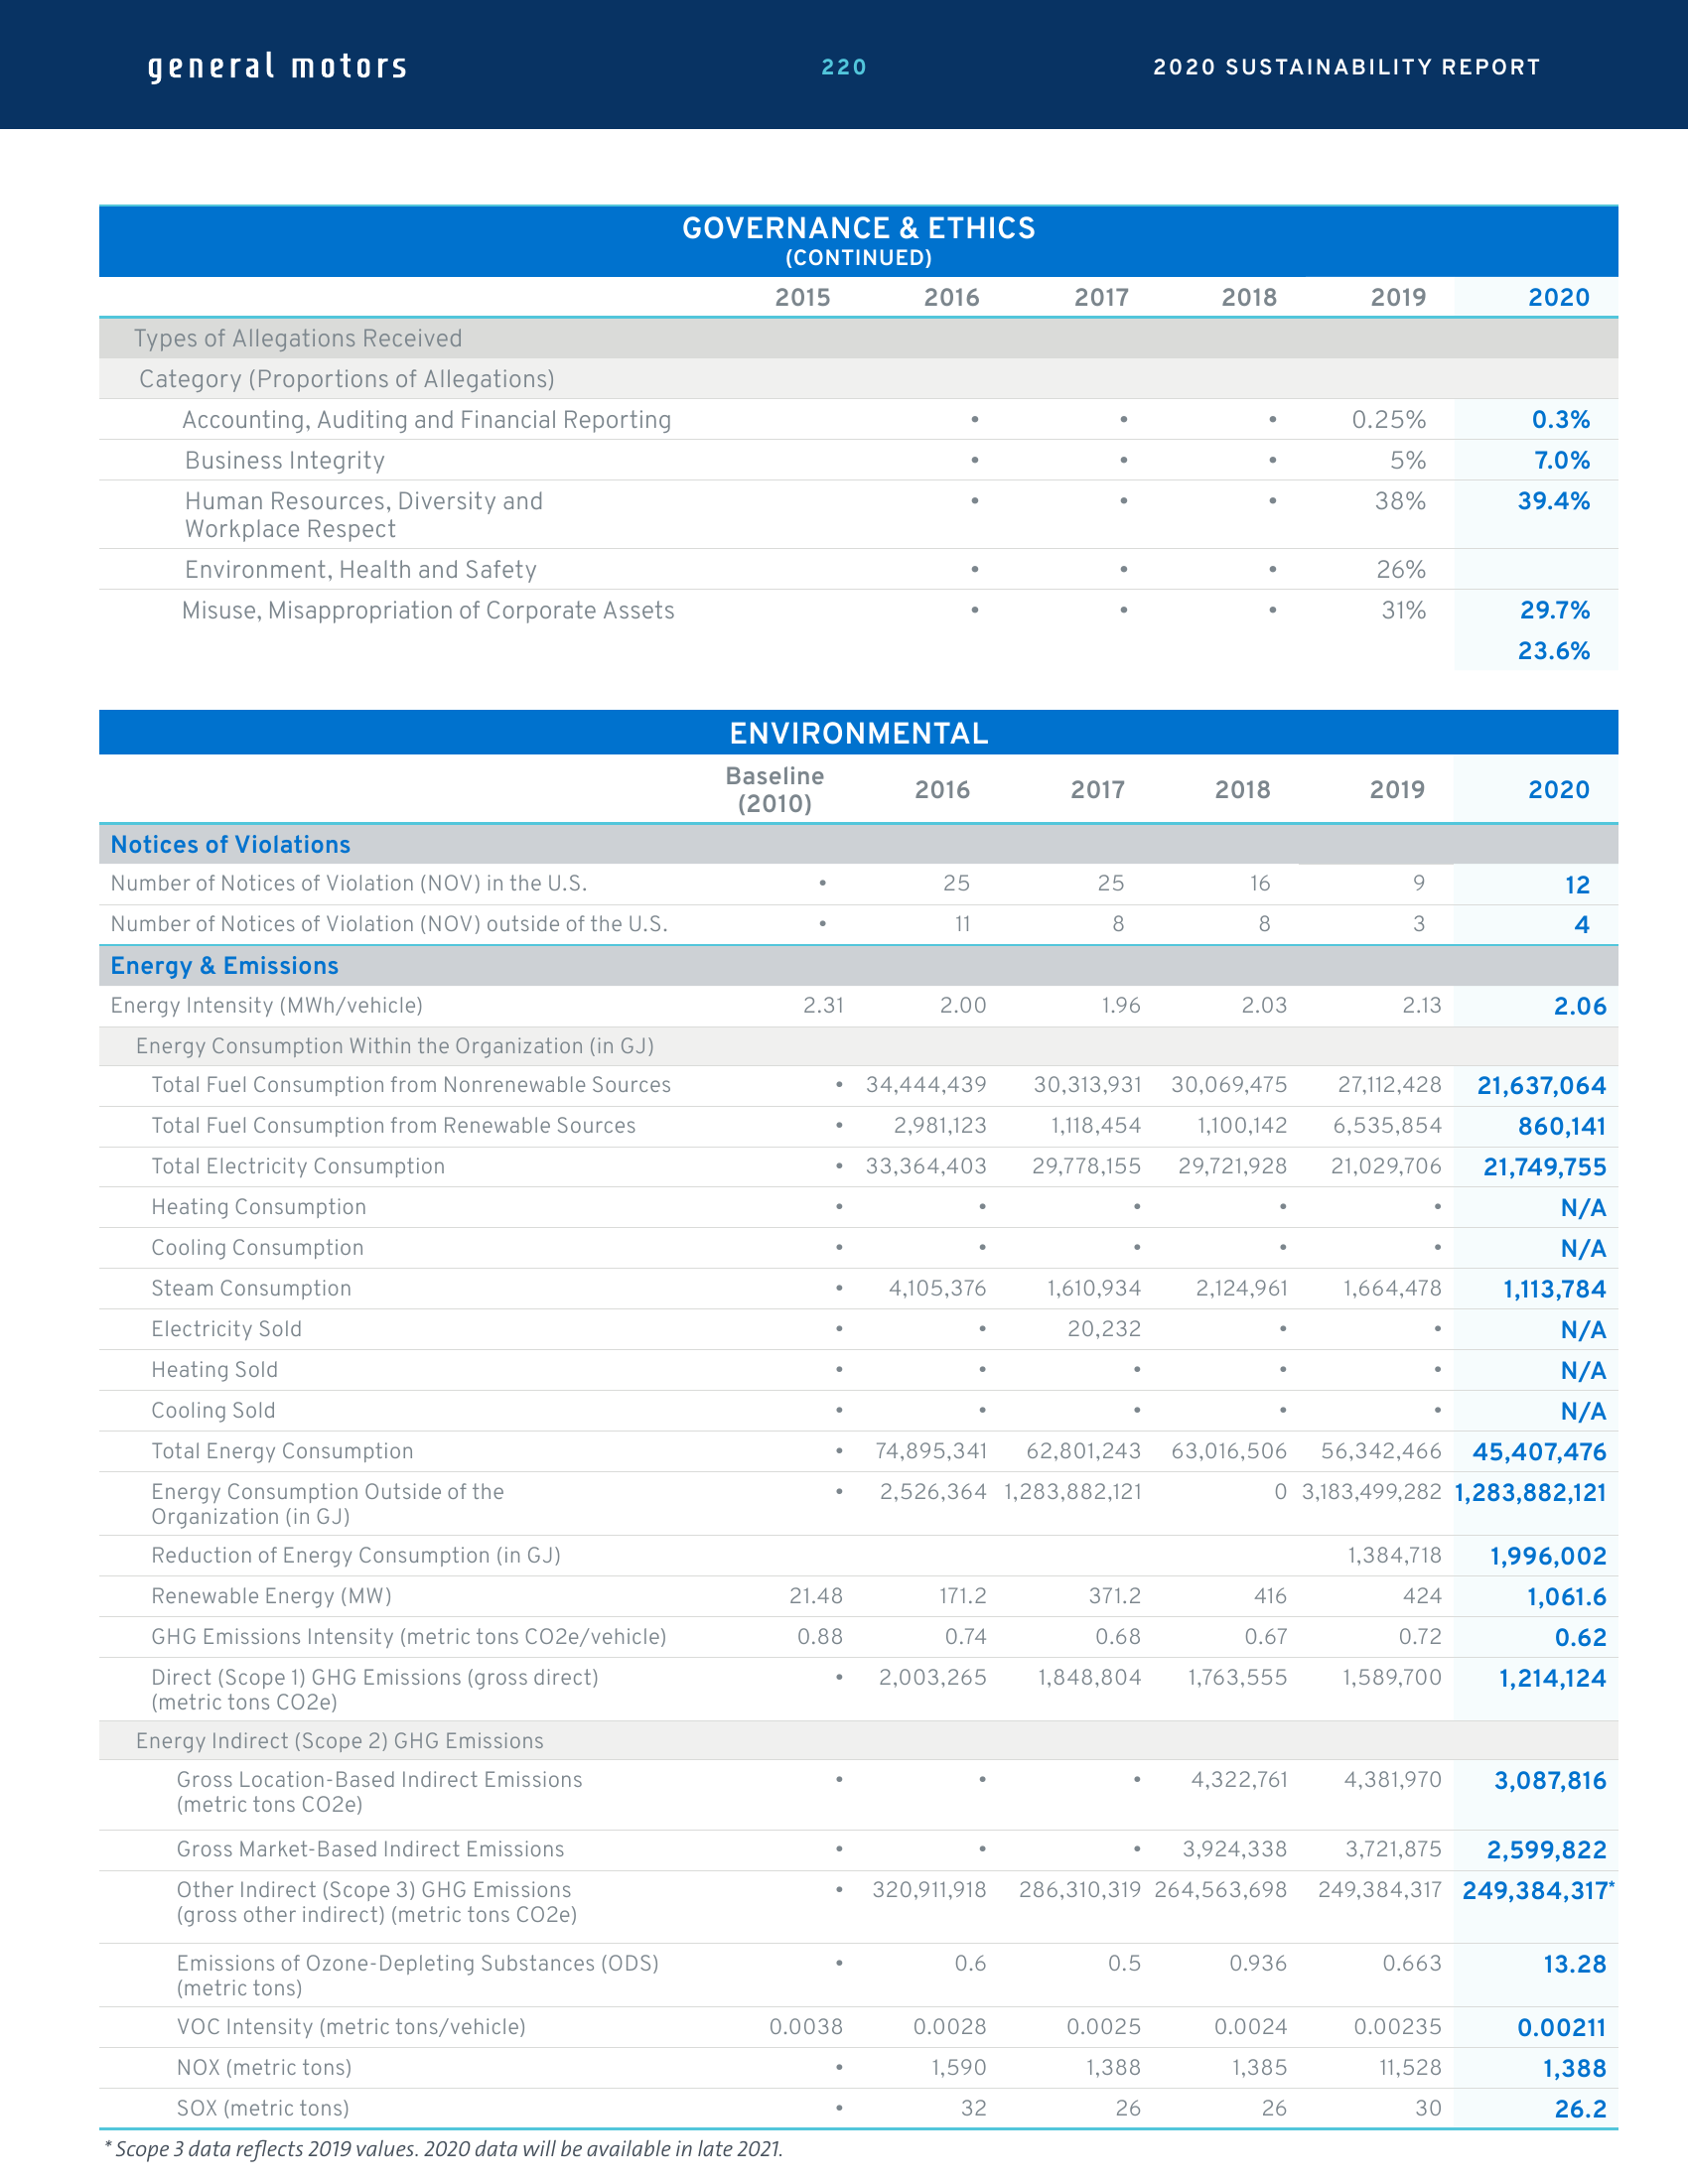 general motors 220 2020 SUSTAINABILITY REPORT
GOVERNANCE & ETHICS
(CONTINUED)
2015 2016 2017 2018 2019 2020
Types of Allegations Received
Category (Proportions of Allegations)
Accounting, Auditing and Financial Reporting • • • 0.25% 0.3%
Business Integrity • • • 5% 7.0%
Human Resources, Diversity and • • • 38% 39.4%
Workplace Respect
Environment, Health and Safety • • • 26%
Misuse, Misappropriation of Corporate Assets • • • 31% 29.7%
23.6%
ENVIRONMENTAL
Baseline
(2010) 2016 2017 2018 2019 2020
Notices of Violations
Number of Notices of Violation (NOV) in the U.S. • 25 25 16 9 12
Number of Notices of Violation (NOV) outside of the U.S. • 11 8 8 3 4
Energy & Emissions
Energy Intensity (MWh/vehicle) 2.31 2.00 1.96 2.03 2.13 2.06
Energy Consumption Within the Organization (in GJ)
Total Fuel Consumption from Nonrenewable Sources • 34,444,439 30,313,931 30,069,475 27,112,428 21,637,064
Total Fuel Consumption from Renewable Sources • 2,981,123 1,118,454 1,100,142 6,535,854 860,141
Total Electricity Consumption • 33,364,403 29,778,155 29,721,928 21,029,706 21,749,755
Heating Consumption • • • • • N/A
Cooling Consumption • • • • • N/A
Steam Consumption • 4,105,376 1,610,934 2,124,961 1,664,478 1,113,784
Electricity Sold • • 20,232 • • N/A
Heating Sold • • • • • N/A
Cooling Sold • • • • • N/A
Total Energy Consumption • 74,895,341 62,801,243 63,016,506 56,342,466 45,407,476
Energy Consumption Outside of the • 2,526,364 1,283,882,121 0 3,183,499,282 1,283,882,121
Organization (in GJ)
Reduction of Energy Consumption (in GJ) 1,384,718 1,996,002
Renewable Energy (MW) 21.48 171.2 371.2 416 424 1,061.6
GHG Emissions Intensity (metric tons CO2e/vehicle) 0.88 0.74 0.68 0.67 0.72 0.62
Direct (Scope 1) GHG Emissions (gross direct) • 2,003,265 1,848,804 1,763,555 1,589,700 1,214,124
(metric tons CO2e)
Energy Indirect (Scope 2) GHG Emissions
Gross Location-Based Indirect Emissions • • • 4,322,761 4,381,970 3,087,816
(metric tons CO2e)
Gross Market-Based Indirect Emissions • • • 3,924,338 3,721,875 2,599,822
Other Indirect (Scope 3) GHG Emissions • 320,911,918 286,310,319 264,563,698 249,384,317 249,384,317*
(gross other indirect) (metric tons CO2e)
Emissions of Ozone-Depleting Substances (ODS) • 0.6 0.5 0.936 0.663 13.28
(metric tons)
VOC Intensity (metric tons/vehicle) 0.0038 0.0028 0.0025 0.0024 0.00235 0.00211
NOX (metric tons) • 1,590 1,388 1,385 11,528 1,388
SOX (metric tons) • 32 26 26 30 26.2
* Scope 3 data reflects 2019 values. 2020 data will be available in late 2021.